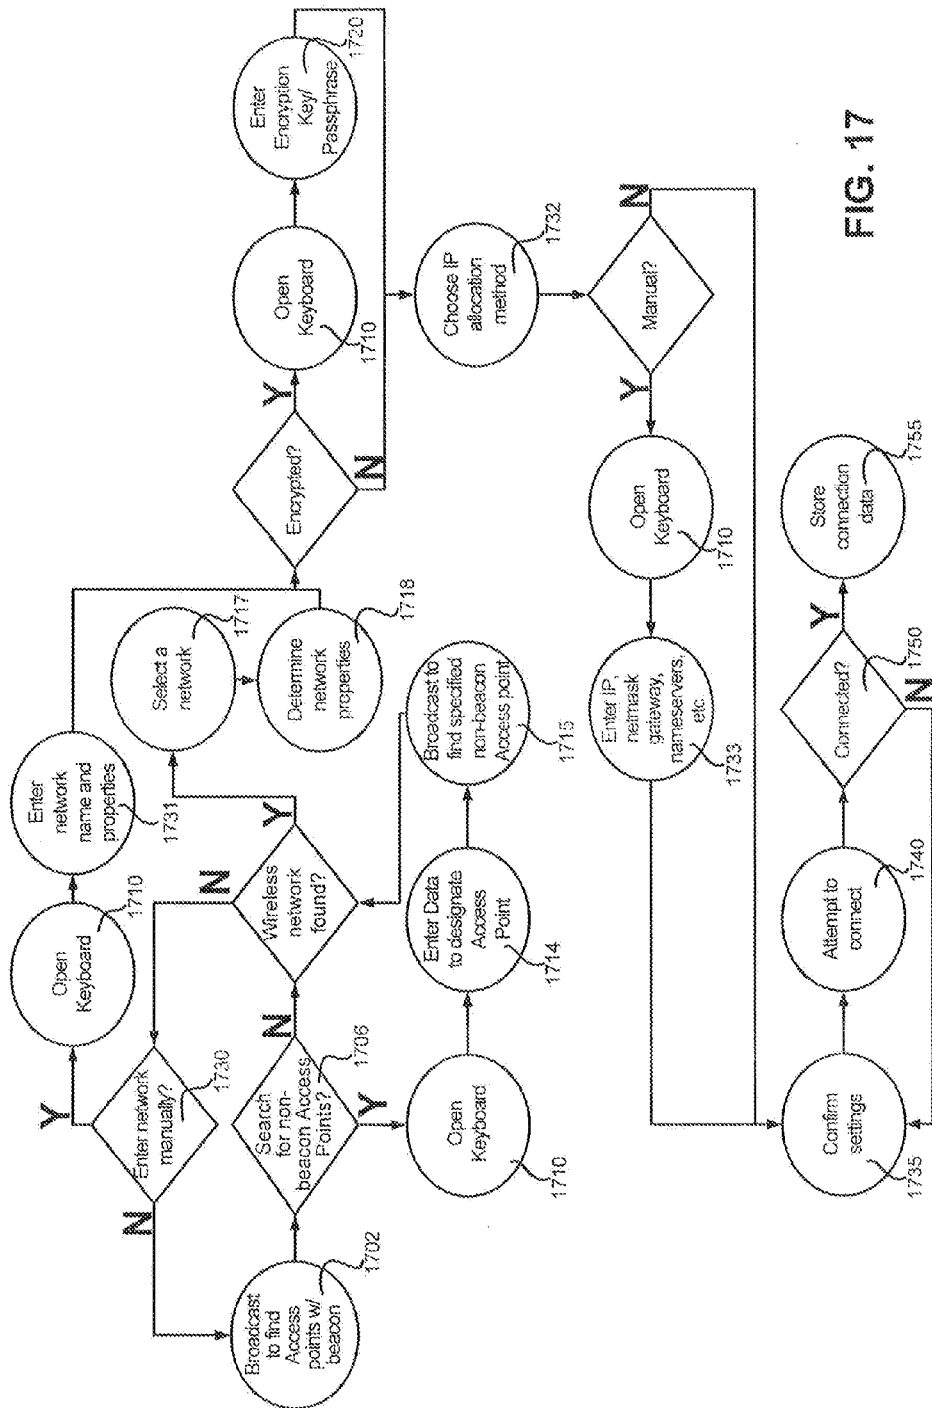 Enter
Encryption
Key/
Passphrase
1720
Open
Keyboard
1710
Encrypted?
Y
N
Choose IP
allocation
method
1732
Manual?
Y
N
Open
Keyboard
1710
Enter IP,
netmask
gateway,
nameservers,
etc
1733
Enter
network
name and
properties
1731
Open
Keyboard
1710
Enter network
manually?
1730
Y
N
Select a
network
1717
Determine
network
properties
1718
Wireless
network
found?
Y
N
Search
for non-
beacon Access
Points?
1706
N
Y
Broadcast
to find
Access
points w/
beacon
1702
Open
Keyboard
1710
Enter Data
to designate
Access
Point
1714
Broadcast to
find specified
non-beacon
Access point
1715
Confirm
settings
1735
Attempt to
connect
1740
Connected?
1750
Y
N
Store
connection
data
1755
FIG. 17